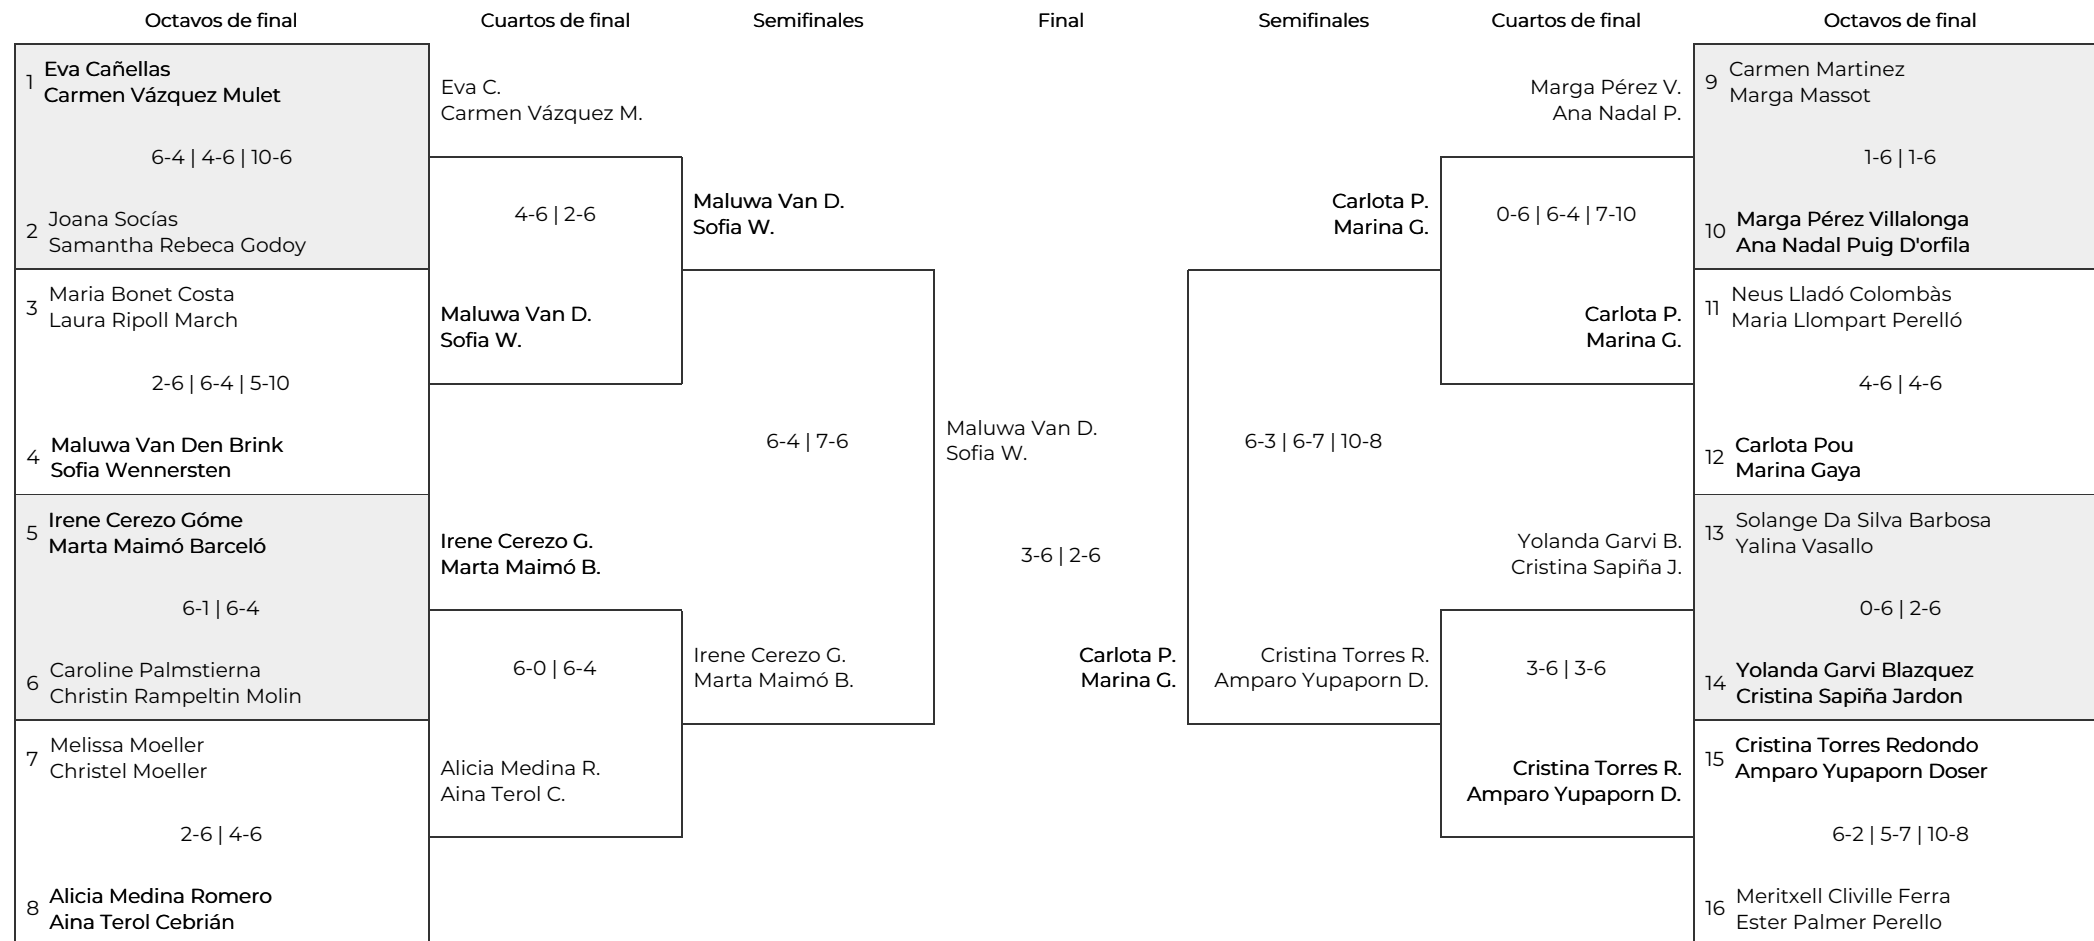 Octavos de final
Cuartos de final
Semifinales
Final
Semifinales
Cuartos de final
Octavos de final
1
Eva Cañellas
Carmen Vázquez Mulet
6-4 | 4-6 | 10-6
2
Joana Socías
Samantha Rebeca Godoy
3
Maria Bonet Costa
Laura Ripoll March
2-6 | 6-4 | 5-10
4
Maluwa Van Den Brink
Sofia Wennersten
5
Irene Cerezo Góme
Marta Maimó Barceló
6-1 | 6-4
6
Caroline Palmstierna
Christin Rampeltin Molin
7
Melissa Moeller
Christel Moeller
2-6 | 4-6
8
Alicia Medina Romero
Aina Terol Cebrián
Eva C.
Carmen Vázquez M.
4-6 | 2-6
Maluwa Van D.
Sofia W.
Irene Cerezo G.
Marta Maimó B.
6-0 | 6-4
Alicia Medina R.
Aina Terol C.
Maluwa Van D.
Sofia W.
6-4 | 7-6
Irene Cerezo G.
Marta Maimó B.
Maluwa Van D.
Sofia W.
3-6 | 2-6
Carlota P.
Marina G.
Carlota P.
Marina G.
6-3 | 6-7 | 10-8
Cristina Torres R.
Amparo Yupaporn D.
Marga Pérez V.
Ana Nadal P.
0-6 | 6-4 | 7-10
Carlota P.
Marina G.
Yolanda Garvi B.
Cristina Sapiña J.
3-6 | 3-6
Cristina Torres R.
Amparo Yupaporn D.
9
Carmen Martinez
Marga Massot
1-6 | 1-6
10
Marga Pérez Villalonga
Ana Nadal Puig D'orfila
11
Neus Lladó Colombàs
Maria Llompart Perelló
4-6 | 4-6
12
Carlota Pou
Marina Gaya
13
Solange Da Silva Barbosa
Yalina Vasallo
0-6 | 2-6
14
Yolanda Garvi Blazquez
Cristina Sapiña Jardon
15
Cristina Torres Redondo
Amparo Yupaporn Doser
6-2 | 5-7 | 10-8
16
Meritxell Cliville Ferra
Ester Palmer Perello